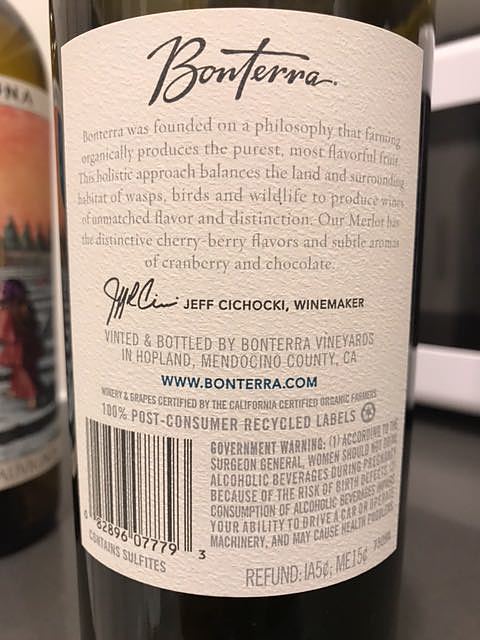 Bonterra
Bonterra was founded on a philosophy that farming
organically produces the purest, most flavorful fruit.
This holistic approach balances the land and surrounding
habitat of wasps, birds and wildlife to produce wines
of unmatched flavor and distinction. Our Merlot has
the distinctive cherry-berry flavors and subtle aromas
of cranberry and chocolate.
JEFF CICHOCKI, WINEMAKER
VINTED & BOTTLED BY BONTERRA VINEYARDS
IN HOPLAND, MENDOCINO COUNTY, CA
WWW.BONTERRA.COM
WINERY & GRAPES CERTIFIED BY THE CALIFORNIA CERTIFIED ORGANIC FARMERS
100% POST-CONSUMER RECYCLED LABELS
GOVERNMENT WARNING: (1) ACCORDING TO THE
SURGEON GENERAL, WOMEN SHOULD NOT DRINK
ALCOHOLIC BEVERAGES DURING PREGNANCY
BECAUSE OF THE RISK OF BIRTH DEFECTS. (2)
CONSUMPTION OF ALCOHOLIC BEVERAGES IMPAIRS
YOUR ABILITY TO DRIVE A CAR OR OPERATE
MACHINERY, AND MAY CAUSE HEALTH PROBLEMS.
82896 07779 3
CONTAINS SULFITES
750ML
REFUND: IA5¢; ME15¢